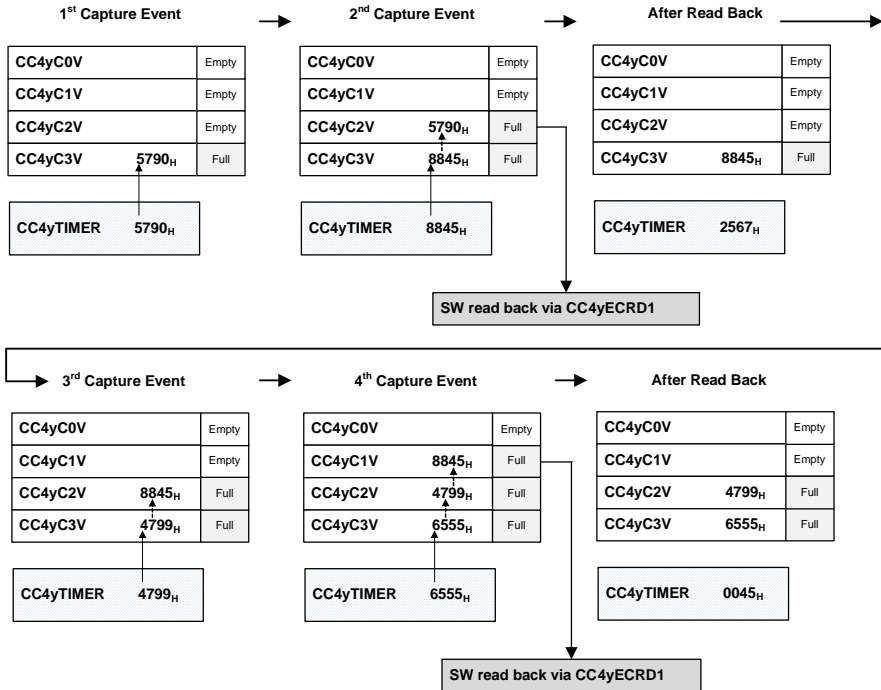 1st Capture Event
2nd Capture Event
After Read Back
CC4yC0V Empty
CC4yC1V Empty
CC4yC2V Empty
CC4yC3V 5790H Full
CC4yTIMER 5790H
CC4yC0V Empty
CC4yC1V Empty
CC4yC2V 5790H Full
CC4yC3V 8845H Full
CC4yTIMER 8845H
CC4yC0V Empty
CC4yC1V Empty
CC4yC2V Empty
CC4yC3V 8845H Full
CC4yTIMER 2567H
SW read back via CC4yECRD1
3rd Capture Event
4th Capture Event
After Read Back
CC4yC0V Empty
CC4yC1V Empty
CC4yC2V 8845H Full
CC4yC3V 4799H Full
CC4yTIMER 4799H
CC4yC0V Empty
CC4yC1V 8845H Full
CC4yC2V 4799H Full
CC4yC3V 6555H Full
CC4yTIMER 6555H
CC4yC0V Empty
CC4yC1V Empty
CC4yC2V 4799H Full
CC4yC3V 6555H Full
CC4yTIMER 0045H
SW read back via CC4yECRD1